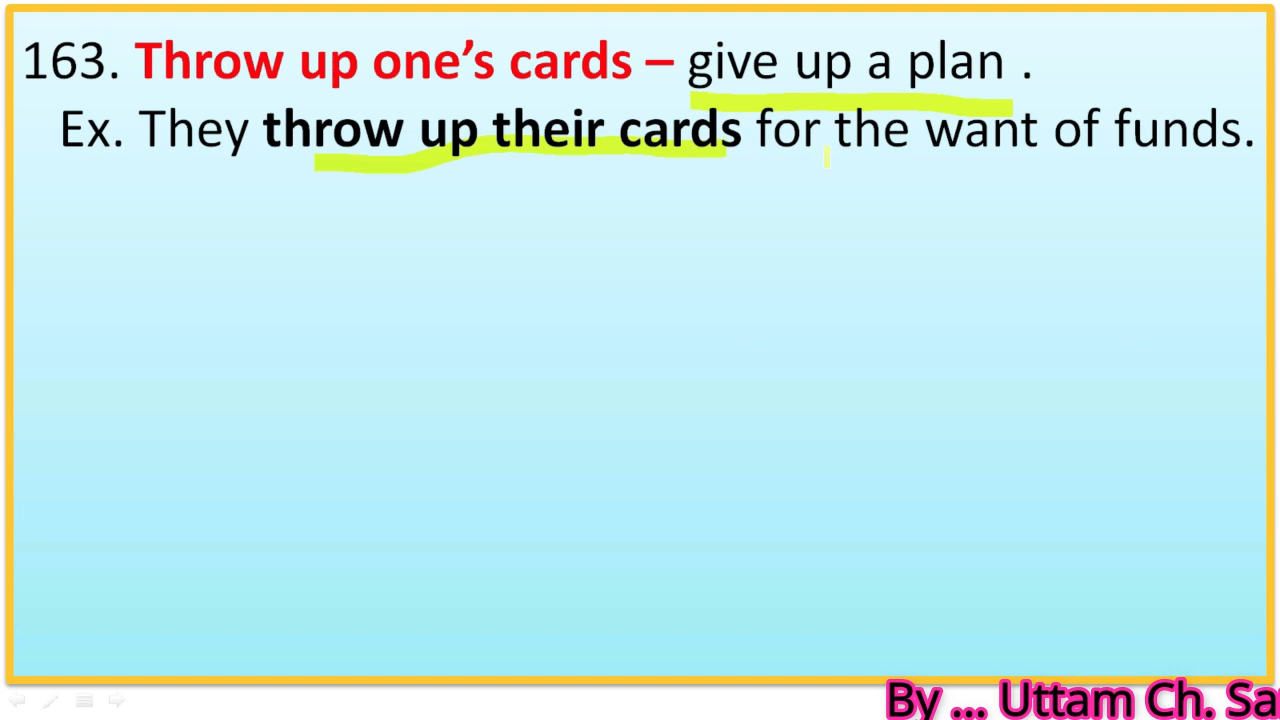 163. Throw up one’s cards – give up a plan .
Ex. They throw up their cards for the want of funds.
By ... Uttam Ch.